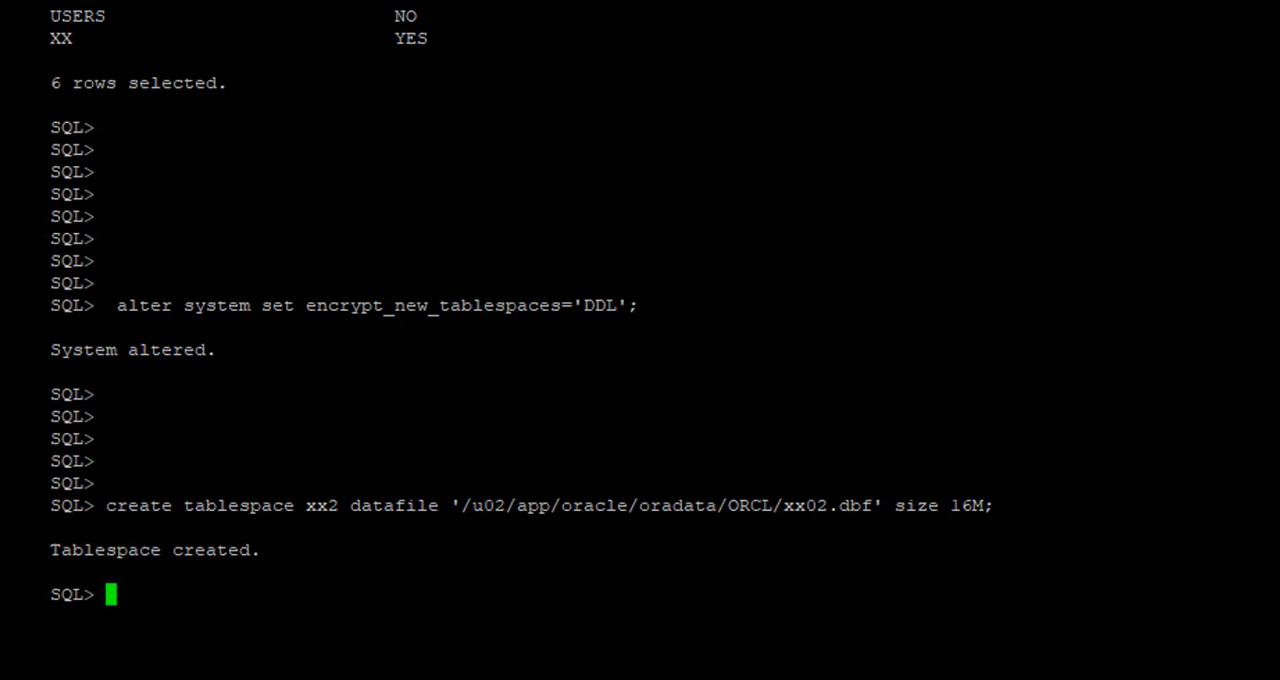 USERS NO
XX YES
6 rows selected.
SQL>
SQL>
SQL>
SQL>
SQL>
SQL>
SQL>
SQL>
SQL>  alter system set encrypt_new_tablespaces='DDL';
System altered.
SQL>
SQL>
SQL>
SQL>
SQL>
SQL> create tablespace xx2 datafile '/u02/app/oracle/oradata/ORCL/xx02.dbf' size 16M;
Tablespace created.
SQL>